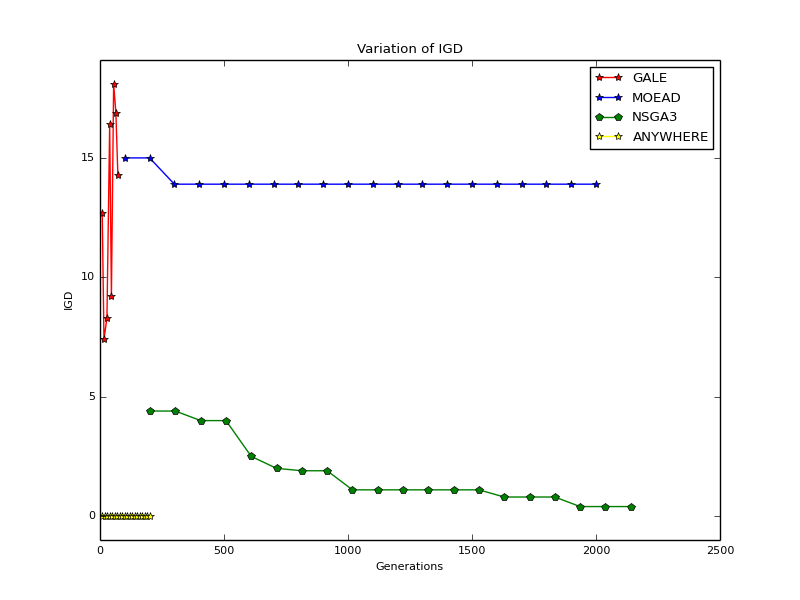 Variation of IGD
GALE
MOEAD
NSGA3
ANYWHERE
15
10
5
0
IGD
0 500 1000 1500 2000 2500
Generations